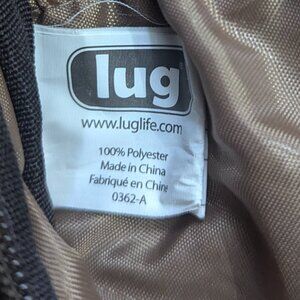 lug
www.luglife.com
100% Polyester
Made in China
Fabriqué en Chine
0362-A